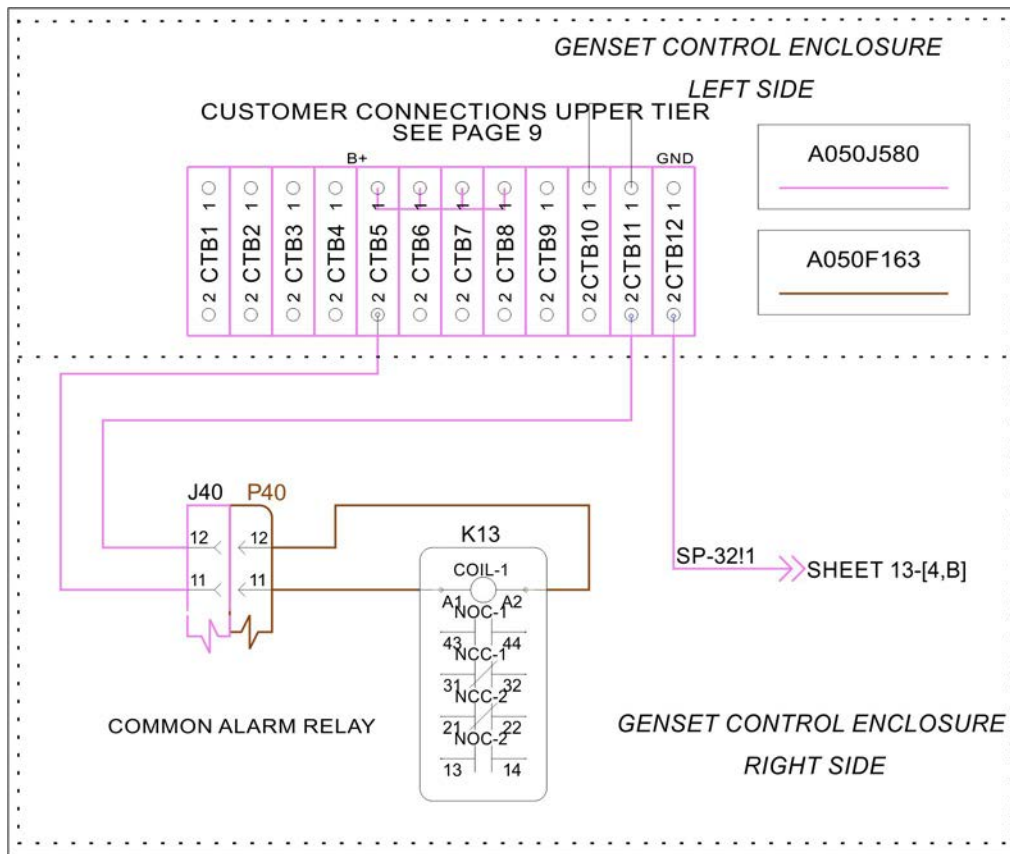 GENSET CONTROL ENCLOSURE
LEFT SIDE
CUSTOMER CONNECTIONS UPPER TIER
SEE PAGE 9
B+
GND
2 CTB1 1
2 CTB2 1
2 CTB3 1
2 CTB4 1
2 CTB5 1
2 CTB6 1
2 CTB7 1
2 CTB8 1
2 CTB9 1
2 CTB10 1
2 CTB11 1
2 CTB12 1
A050J580
A050F163
J40
P40
12
12
11
11
K13
COIL-1
A1
A2
NOC-1
43
44
NCC-1
31
32
NCC-2
21
22
NOC-2
13
14
SP-32!1
SHEET 13-[4,B]
COMMON ALARM RELAY
GENSET CONTROL ENCLOSURE
RIGHT SIDE